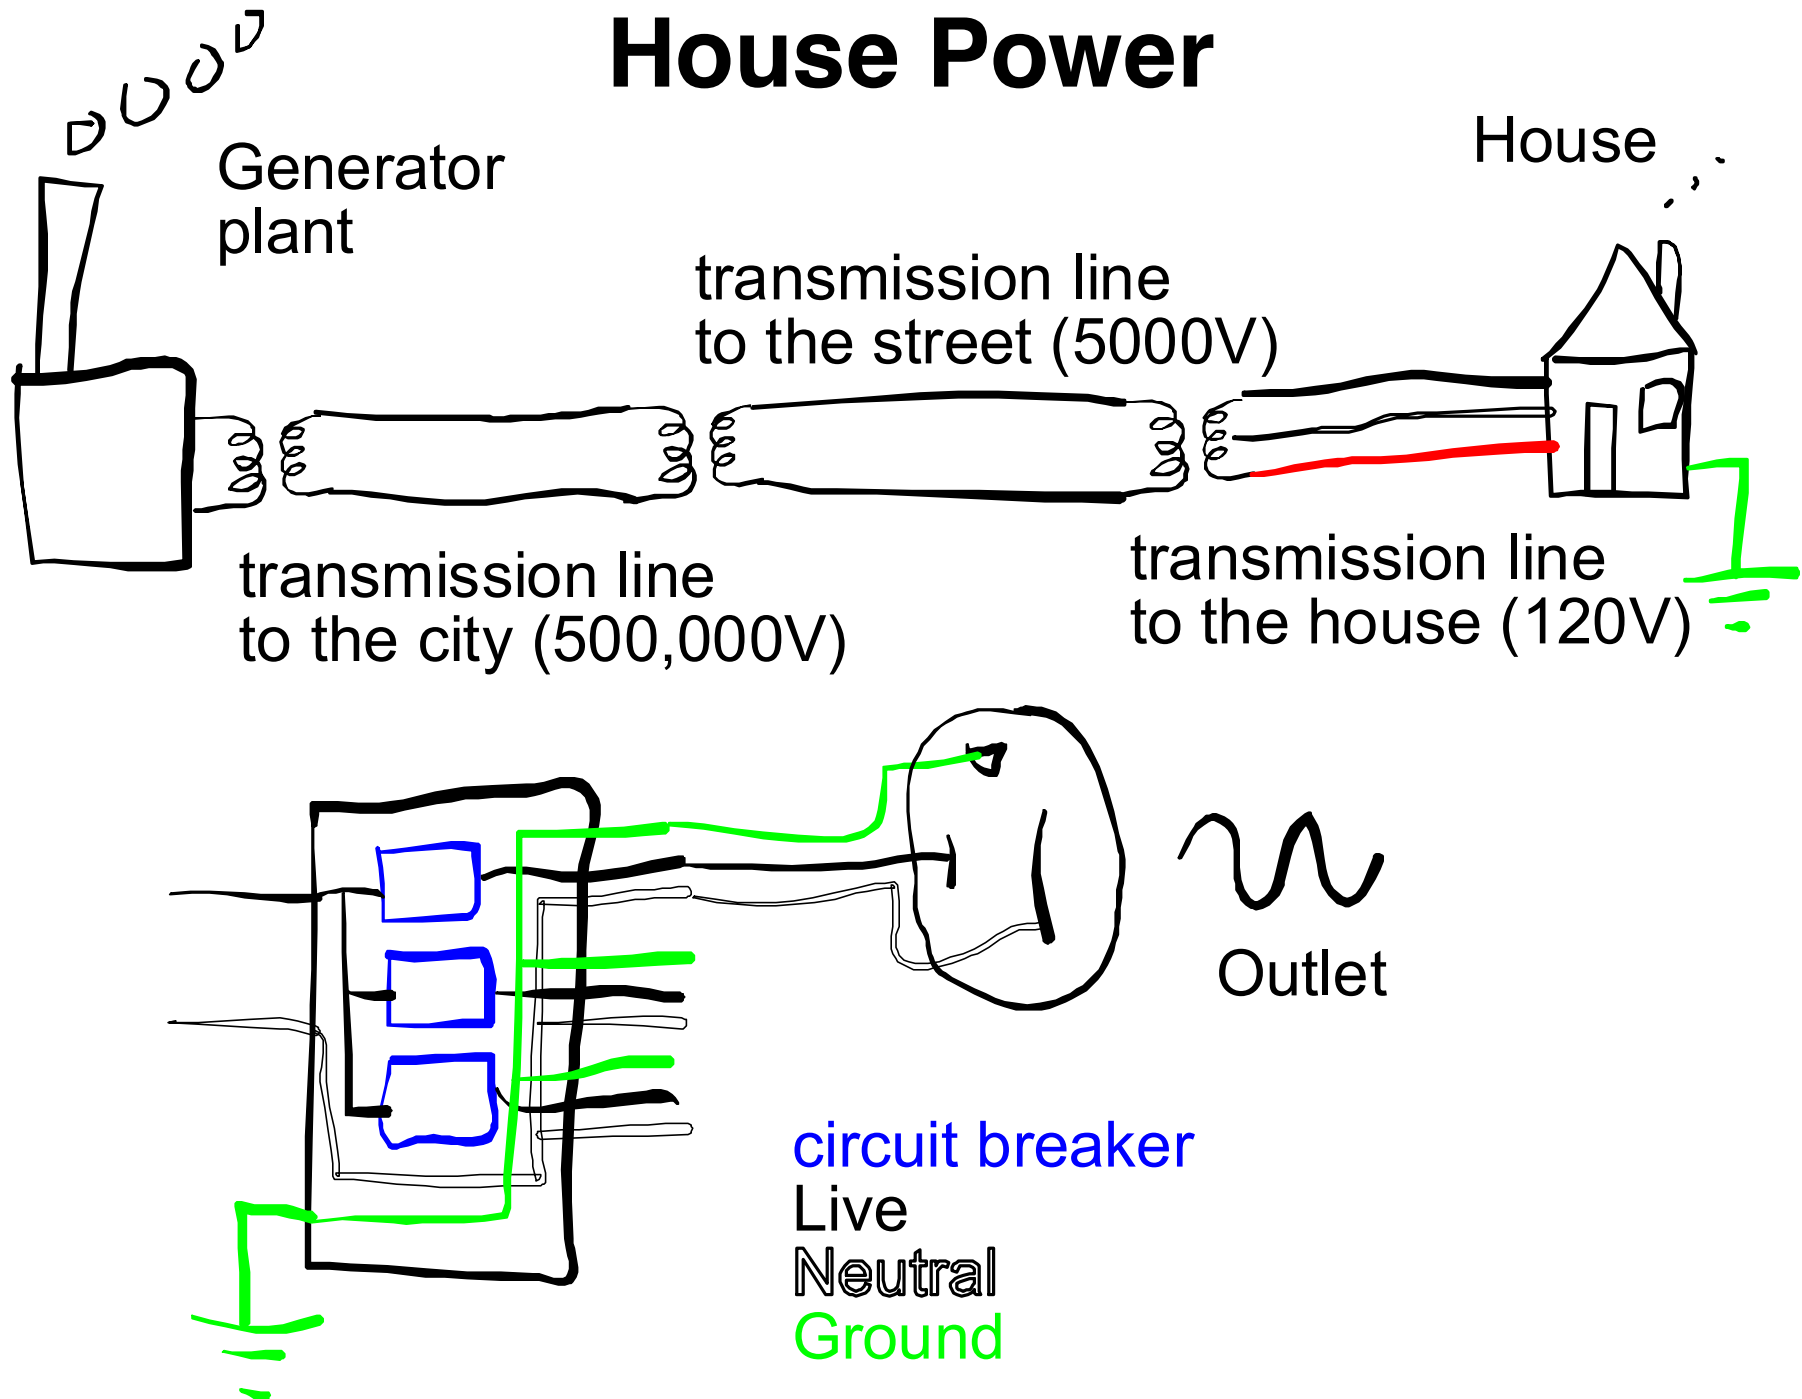 House Power
Generator
plant
House
transmission line
to the street (5000V)
transmission line
to the city (500,000V)
transmission line
to the house (120V)
Outlet
circuit breaker
Live
Neutral
Ground